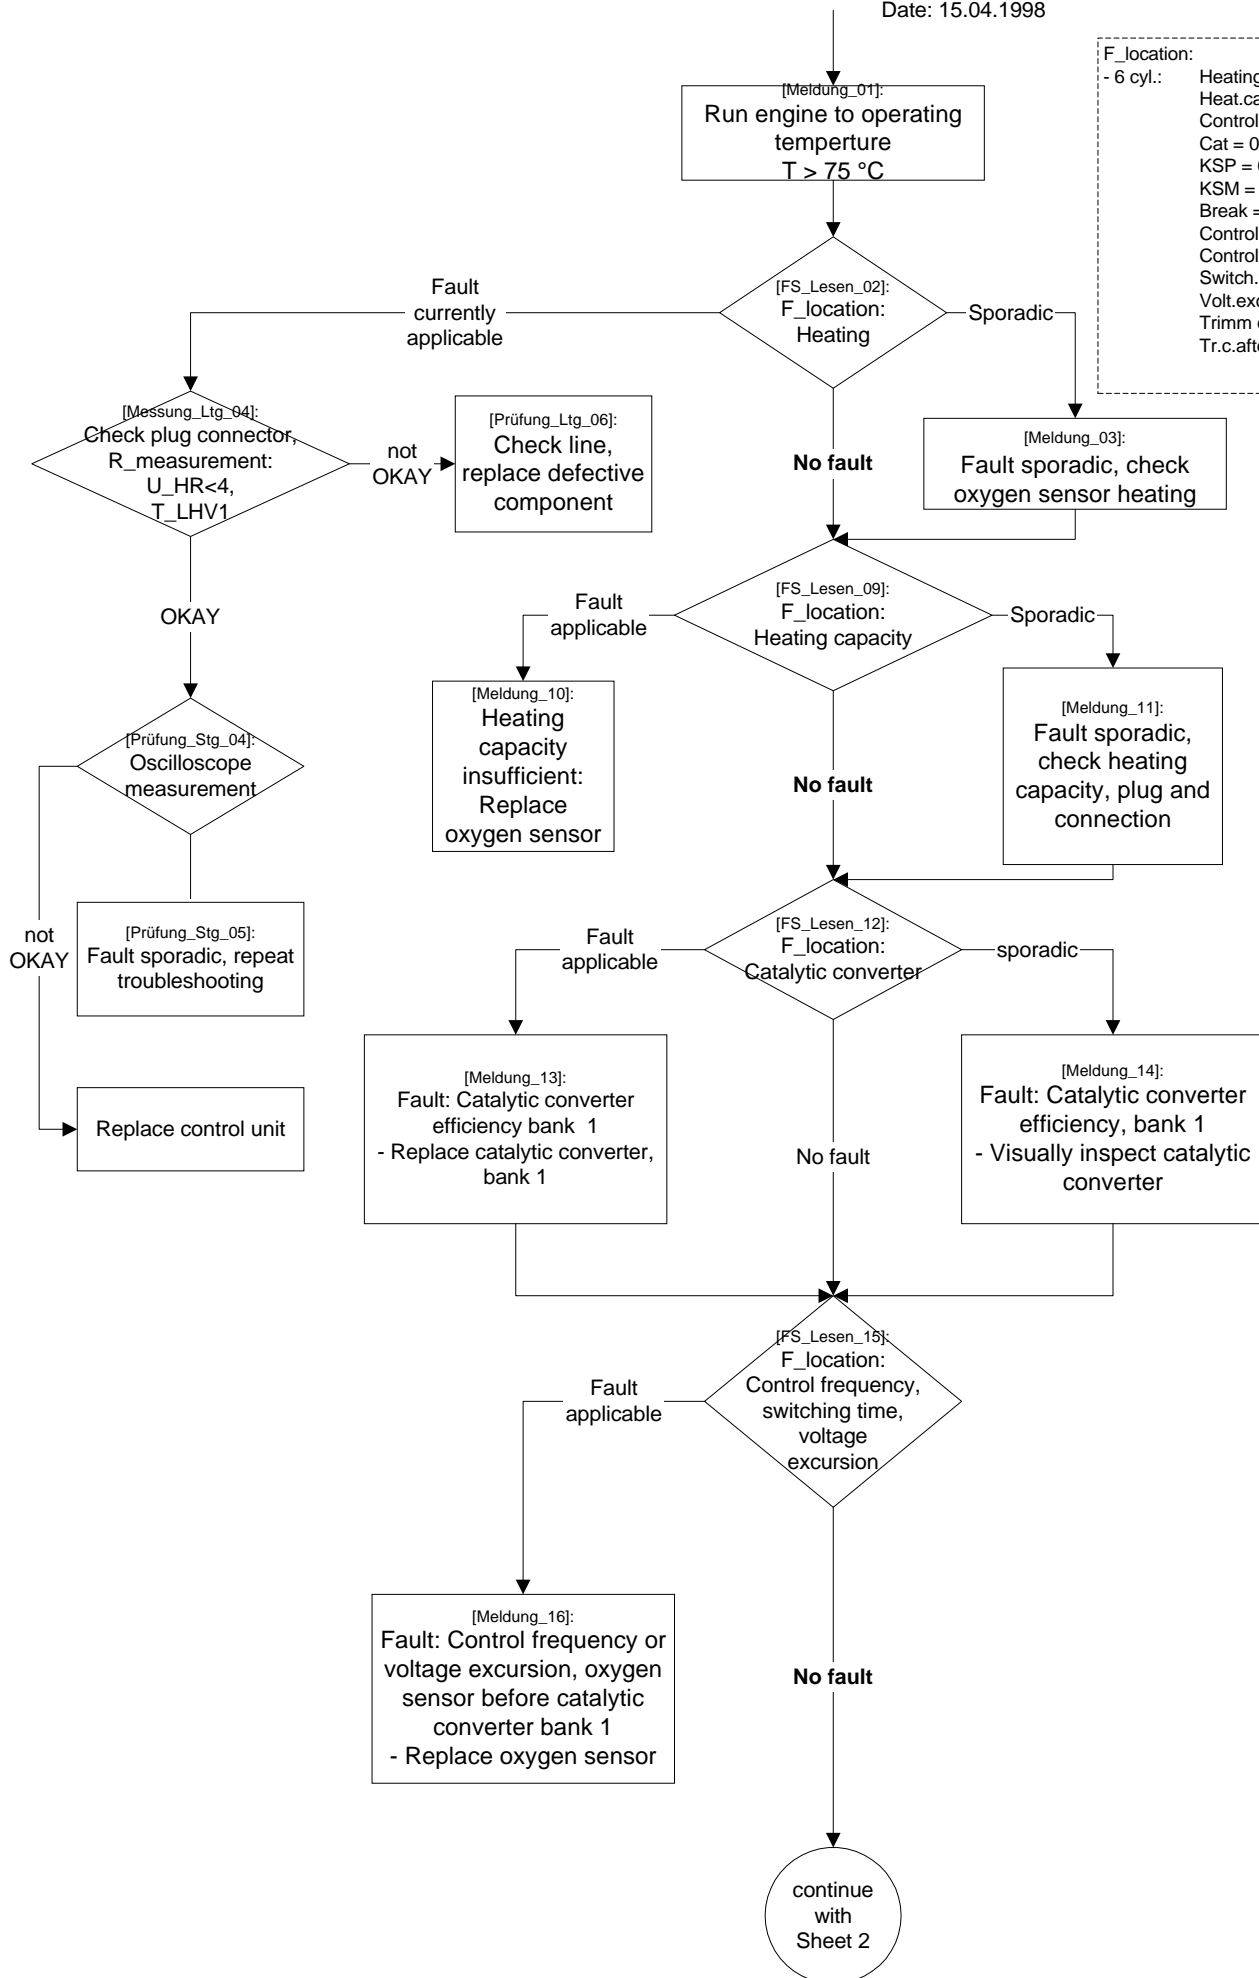 Date: 15.04.1998
F_location:
- 6 cyl.:
Heating
Heat.ca
Control
Cat = 0
KSP =
KSM =
Break =
Control
Control
Switch.
Volt.exc
Trimm
Tr.c.afte
[Meldung_01]:
Run engine to operating
temperture
T > 75 °C
[FS_Lesen_02]:
F_location:
Heating
Fault
currently
applicable
Sporadic
[Messung_Ltg_04]:
Check plug connector,
R_measurement:
U_HR<4,
T_LHV1
not
OKAY
[Prüfung_Ltg_06]:
Check line,
replace defective
component
No fault
[Meldung_03]:
Fault sporadic, check
oxygen sensor heating
OKAY
[FS_Lesen_09]:
F_location:
Heating capacity
Fault
applicable
Sporadic
[Meldung_10]:
Heating
capacity
insufficient:
Replace
oxygen sensor
[Meldung_11]:
Fault sporadic,
check heating
capacity, plug and
connection
No fault
[Prüfung_Stg_04]:
Oscilloscope
measurement
not
OKAY
[Prüfung_Stg_05]:
Fault sporadic, repeat
troubleshooting
Replace control unit
[FS_Lesen_12]:
F_location:
Catalytic converter
Fault
applicable
sporadic
[Meldung_13]:
Fault: Catalytic converter
efficiency bank 1
- Replace catalytic converter,
bank 1
No fault
[Meldung_14]:
Fault: Catalytic converter
efficiency, bank 1
- Visually inspect catalytic
converter
[FS_Lesen_15]:
F_location:
Control frequency,
switching time,
voltage
excursion
Fault
applicable
[Meldung_16]:
Fault: Control frequency or
voltage excursion, oxygen
sensor before catalytic
converter bank 1
- Replace oxygen sensor
No fault
continue
with
Sheet 2